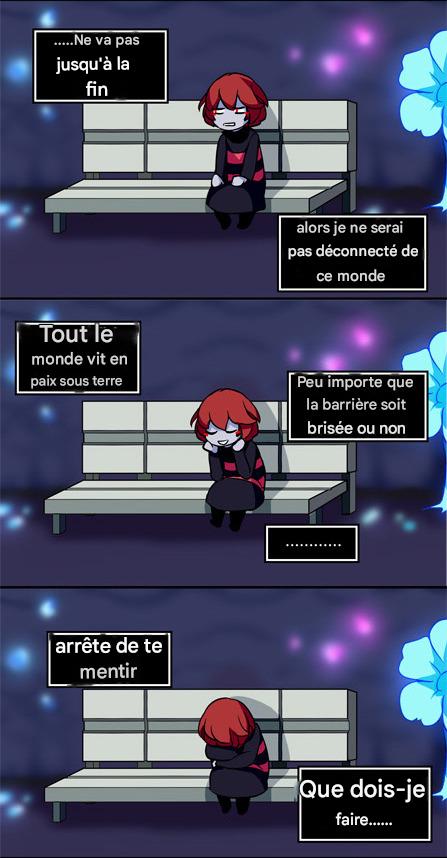 .....Ne va pas
jusqu'à la
fin
alors je ne serai
pas déconnecté de
ce monde
Tout le
monde vit en
paix sous terre
Peu importe que
la barrière soit
brisée ou non
............
arrête de te
mentir
Que dois-je
faire......